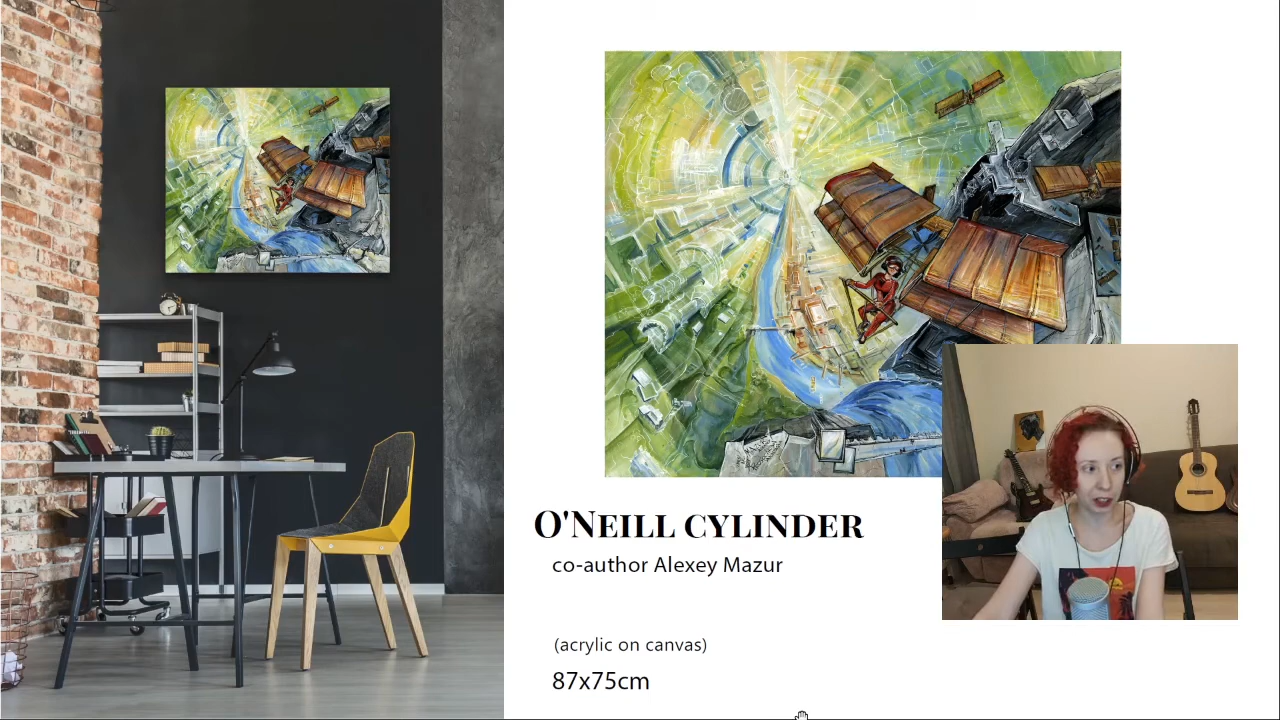 O'Neill cylinder
co-author Alexey Mazur
(acrylic on canvas)
87x75cm